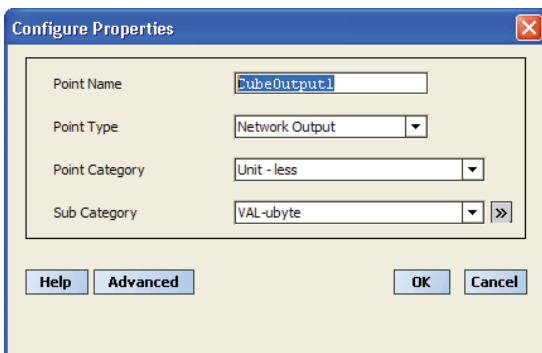 Configure Properties
Point Name CubeOutput1
Point Type Network Output
Point Category Unit - less
Sub Category VAL-ubyte »
Help Advanced OK Cancel